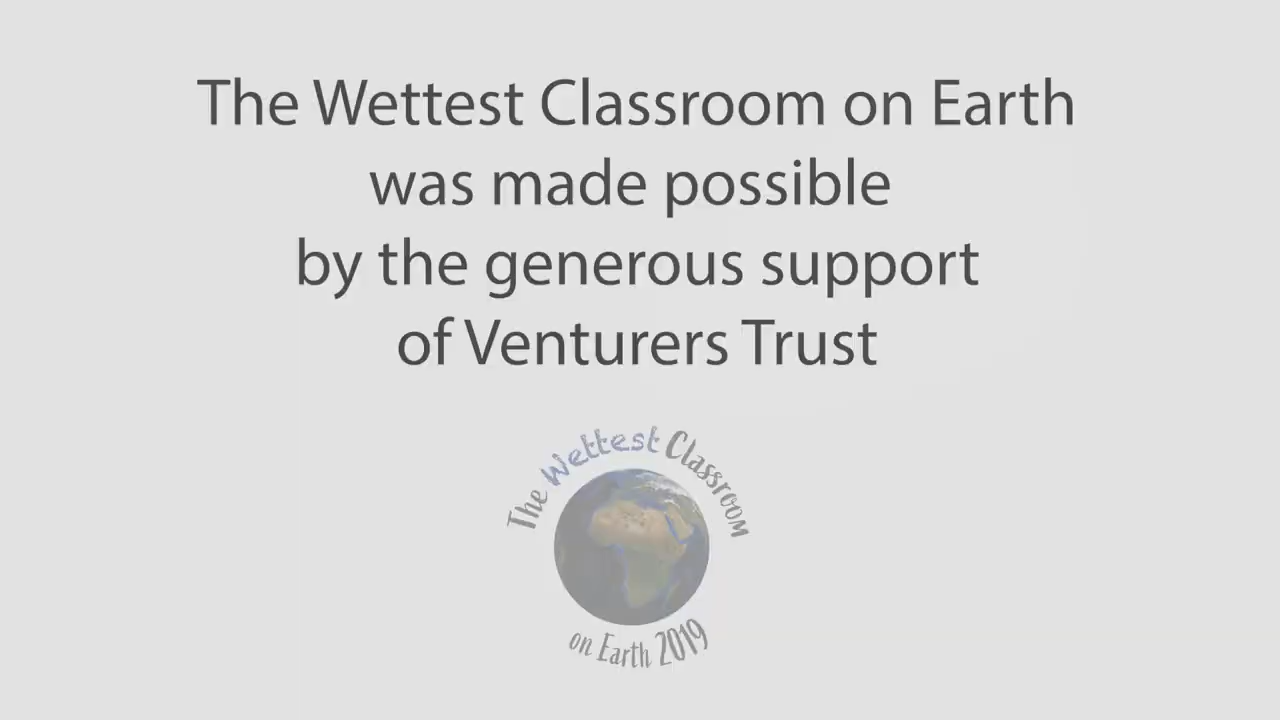 The Wettest Classroom on Earth
was made possible
by the generous support
of Venturers Trust
The Wettest Classroom
on Earth 2019